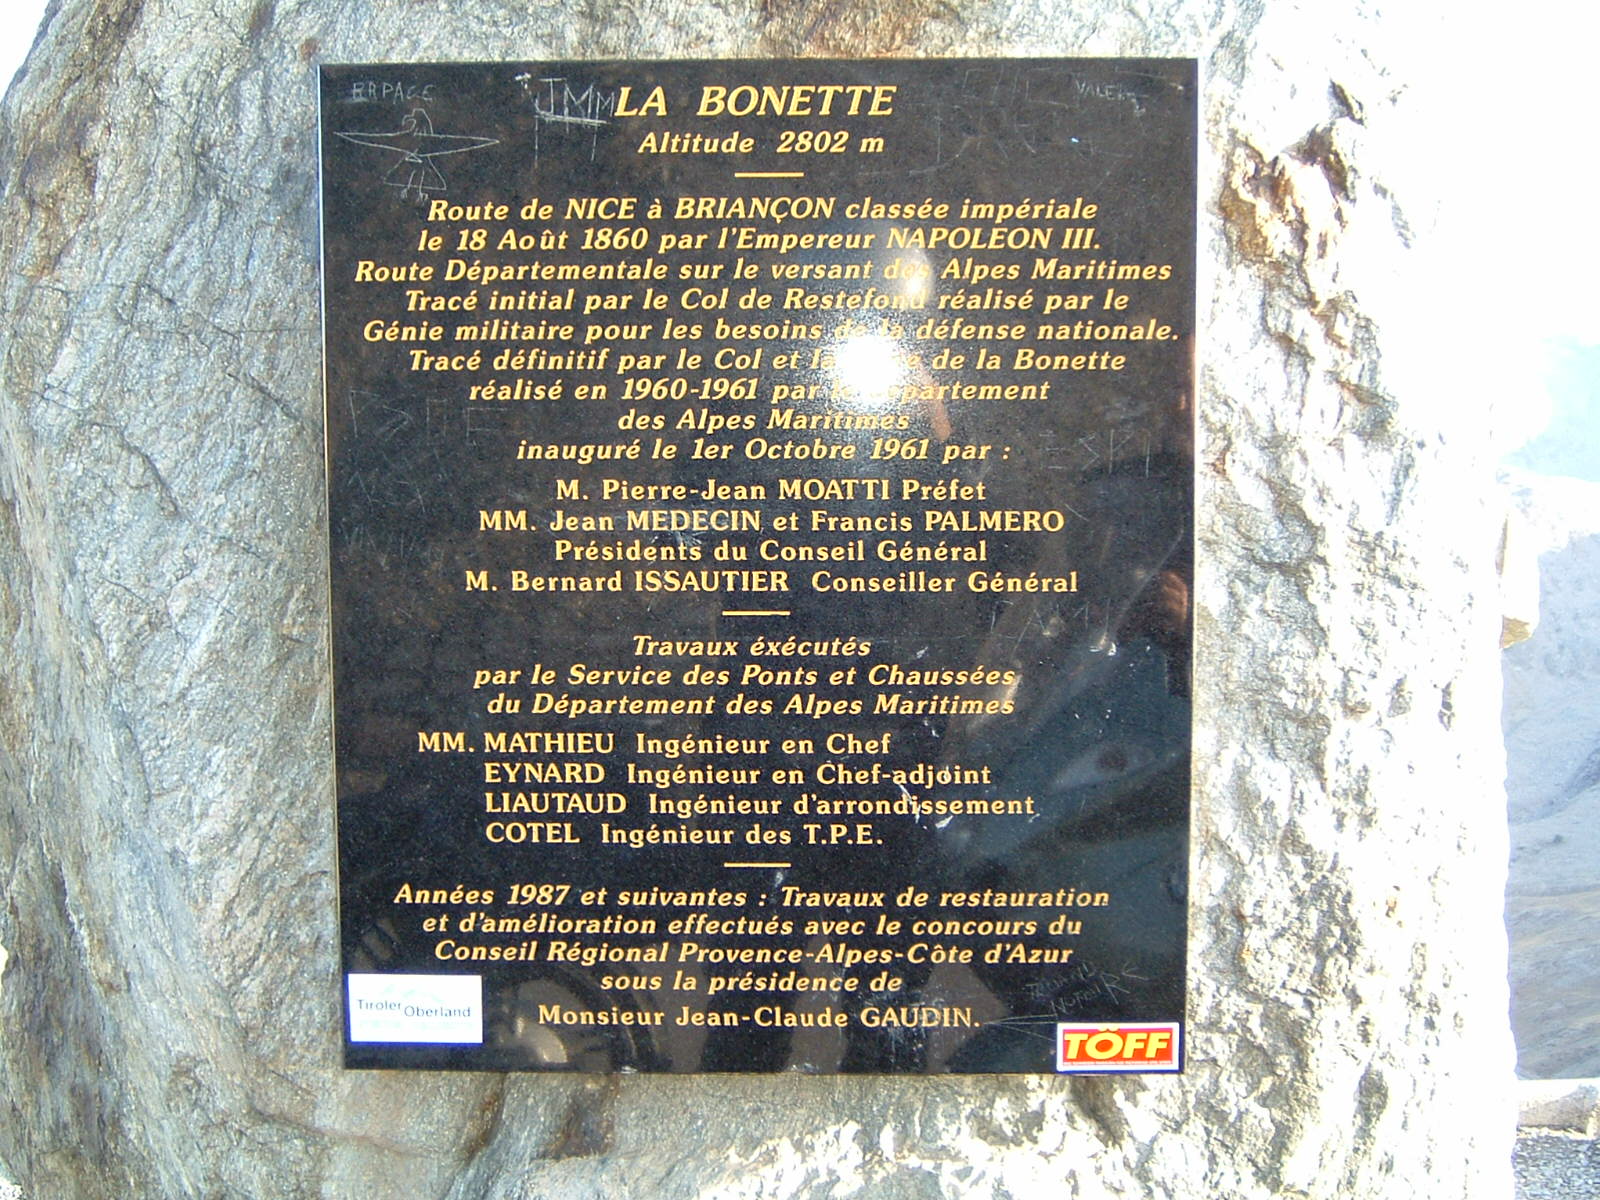 ERPAGE
JMM
LA BONETTE
Altitude 2802 m
Route de NICE à BRIANÇON classée impériale
le 18 Août 1860 par l'Empereur NAPOLÉON III.
Route Départementale sur le versant des Alpes Maritimes
Tracé initial par le Col de Restefond réalisé par le
Génie militaire pour les besoins de la défense nationale.
Tracé définitif par le Col et la de la Bonette
réalisé en 1960-1961 par le département
des Alpes Maritimes
inauguré le 1er Octobre 1961 par :
M. Pierre-Jean MOATTI Préfet
MM. Jean MEDECIN et Francis PALMERO
Présidents du Conseil Général
M. Bernard ISSAUTIER Conseiller Général
Travaux éxécutés
par le Service des Ponts et Chaussées
du Département des Alpes Maritimes
MM. MATHIEU Ingénieur en Chef
EYNARD Ingénieur en Chef-adjoint
LIAUTAUD Ingénieur d'arrondissement
COTEL Ingénieur des T.P.E.
Années 1987 et suivantes : Travaux de restauration
et d'amélioration effectués avec le concours du
Conseil Régional Provence-Alpes-Côte d'Azur
sous la présidence de
Monsieur Jean-Claude GAUDIN.
Tiroler Oberland
TÖFF